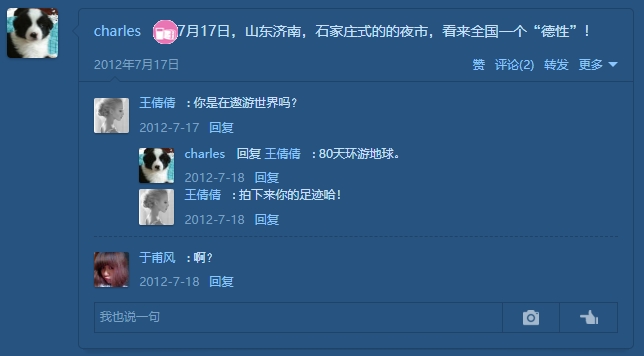 charles 7月17日，山东济南，石家庄式的的夜市，看来全国一个“德性”！
2012年7月17日 赞 评论(2) 转发 更多
王倩倩 : 你是在遨游世界吗？
2012-7-17 回复
charles 回复 王倩倩 : 80天环游地球。
2012-7-18 回复
王倩倩 : 拍下来你的足迹哈！
2012-7-18 回复
于甫风 : 啊？
2012-7-18 回复
我也说一句